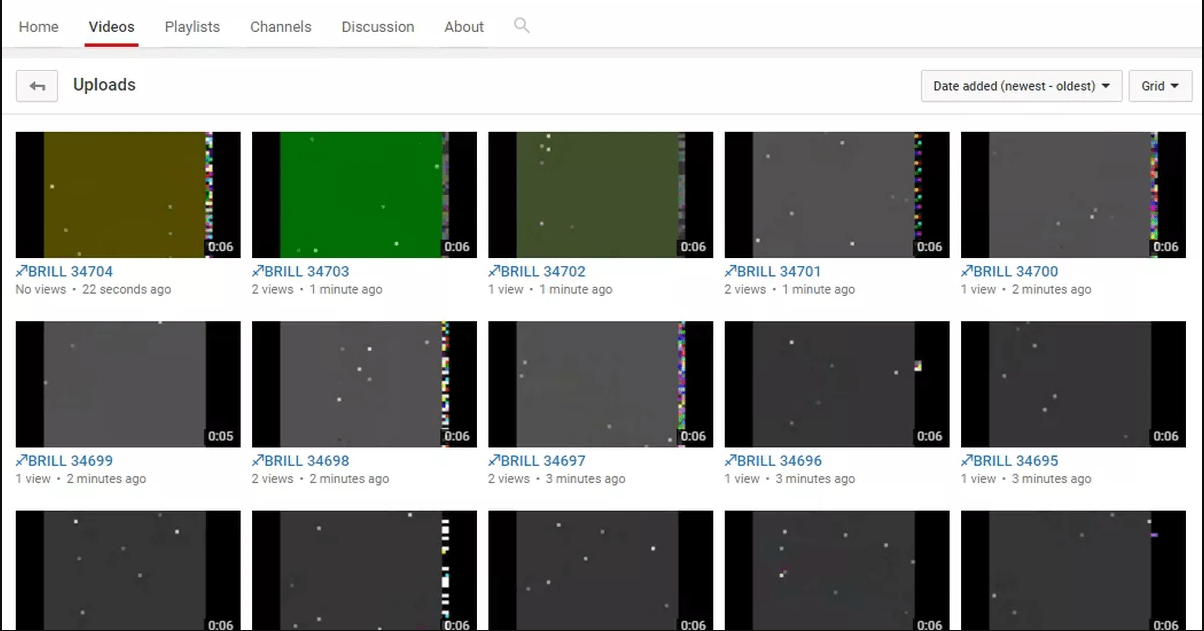 Home Videos Playlists Channels Discussion About
Uploads Date added (newest - oldest) Grid
0:06 0:06 0:06 0:06 0:06
♐BRILL 34704 ♐BRILL 34703 ♐BRILL 34702 ♐BRILL 34701 ♐BRILL 34700
No views • 22 seconds ago 2 views • 1 minute ago 1 view • 1 minute ago 2 views • 1 minute ago 1 view • 2 minutes ago
0:05 0:06 0:06 0:06 0:06
♐BRILL 34699 ♐BRILL 34698 ♐BRILL 34697 ♐BRILL 34696 ♐BRILL 34695
1 view • 2 minutes ago 2 views • 2 minutes ago 2 views • 3 minutes ago 1 view • 3 minutes ago 1 view • 3 minutes ago
0:06 0:06 0:06 0:06 0:06